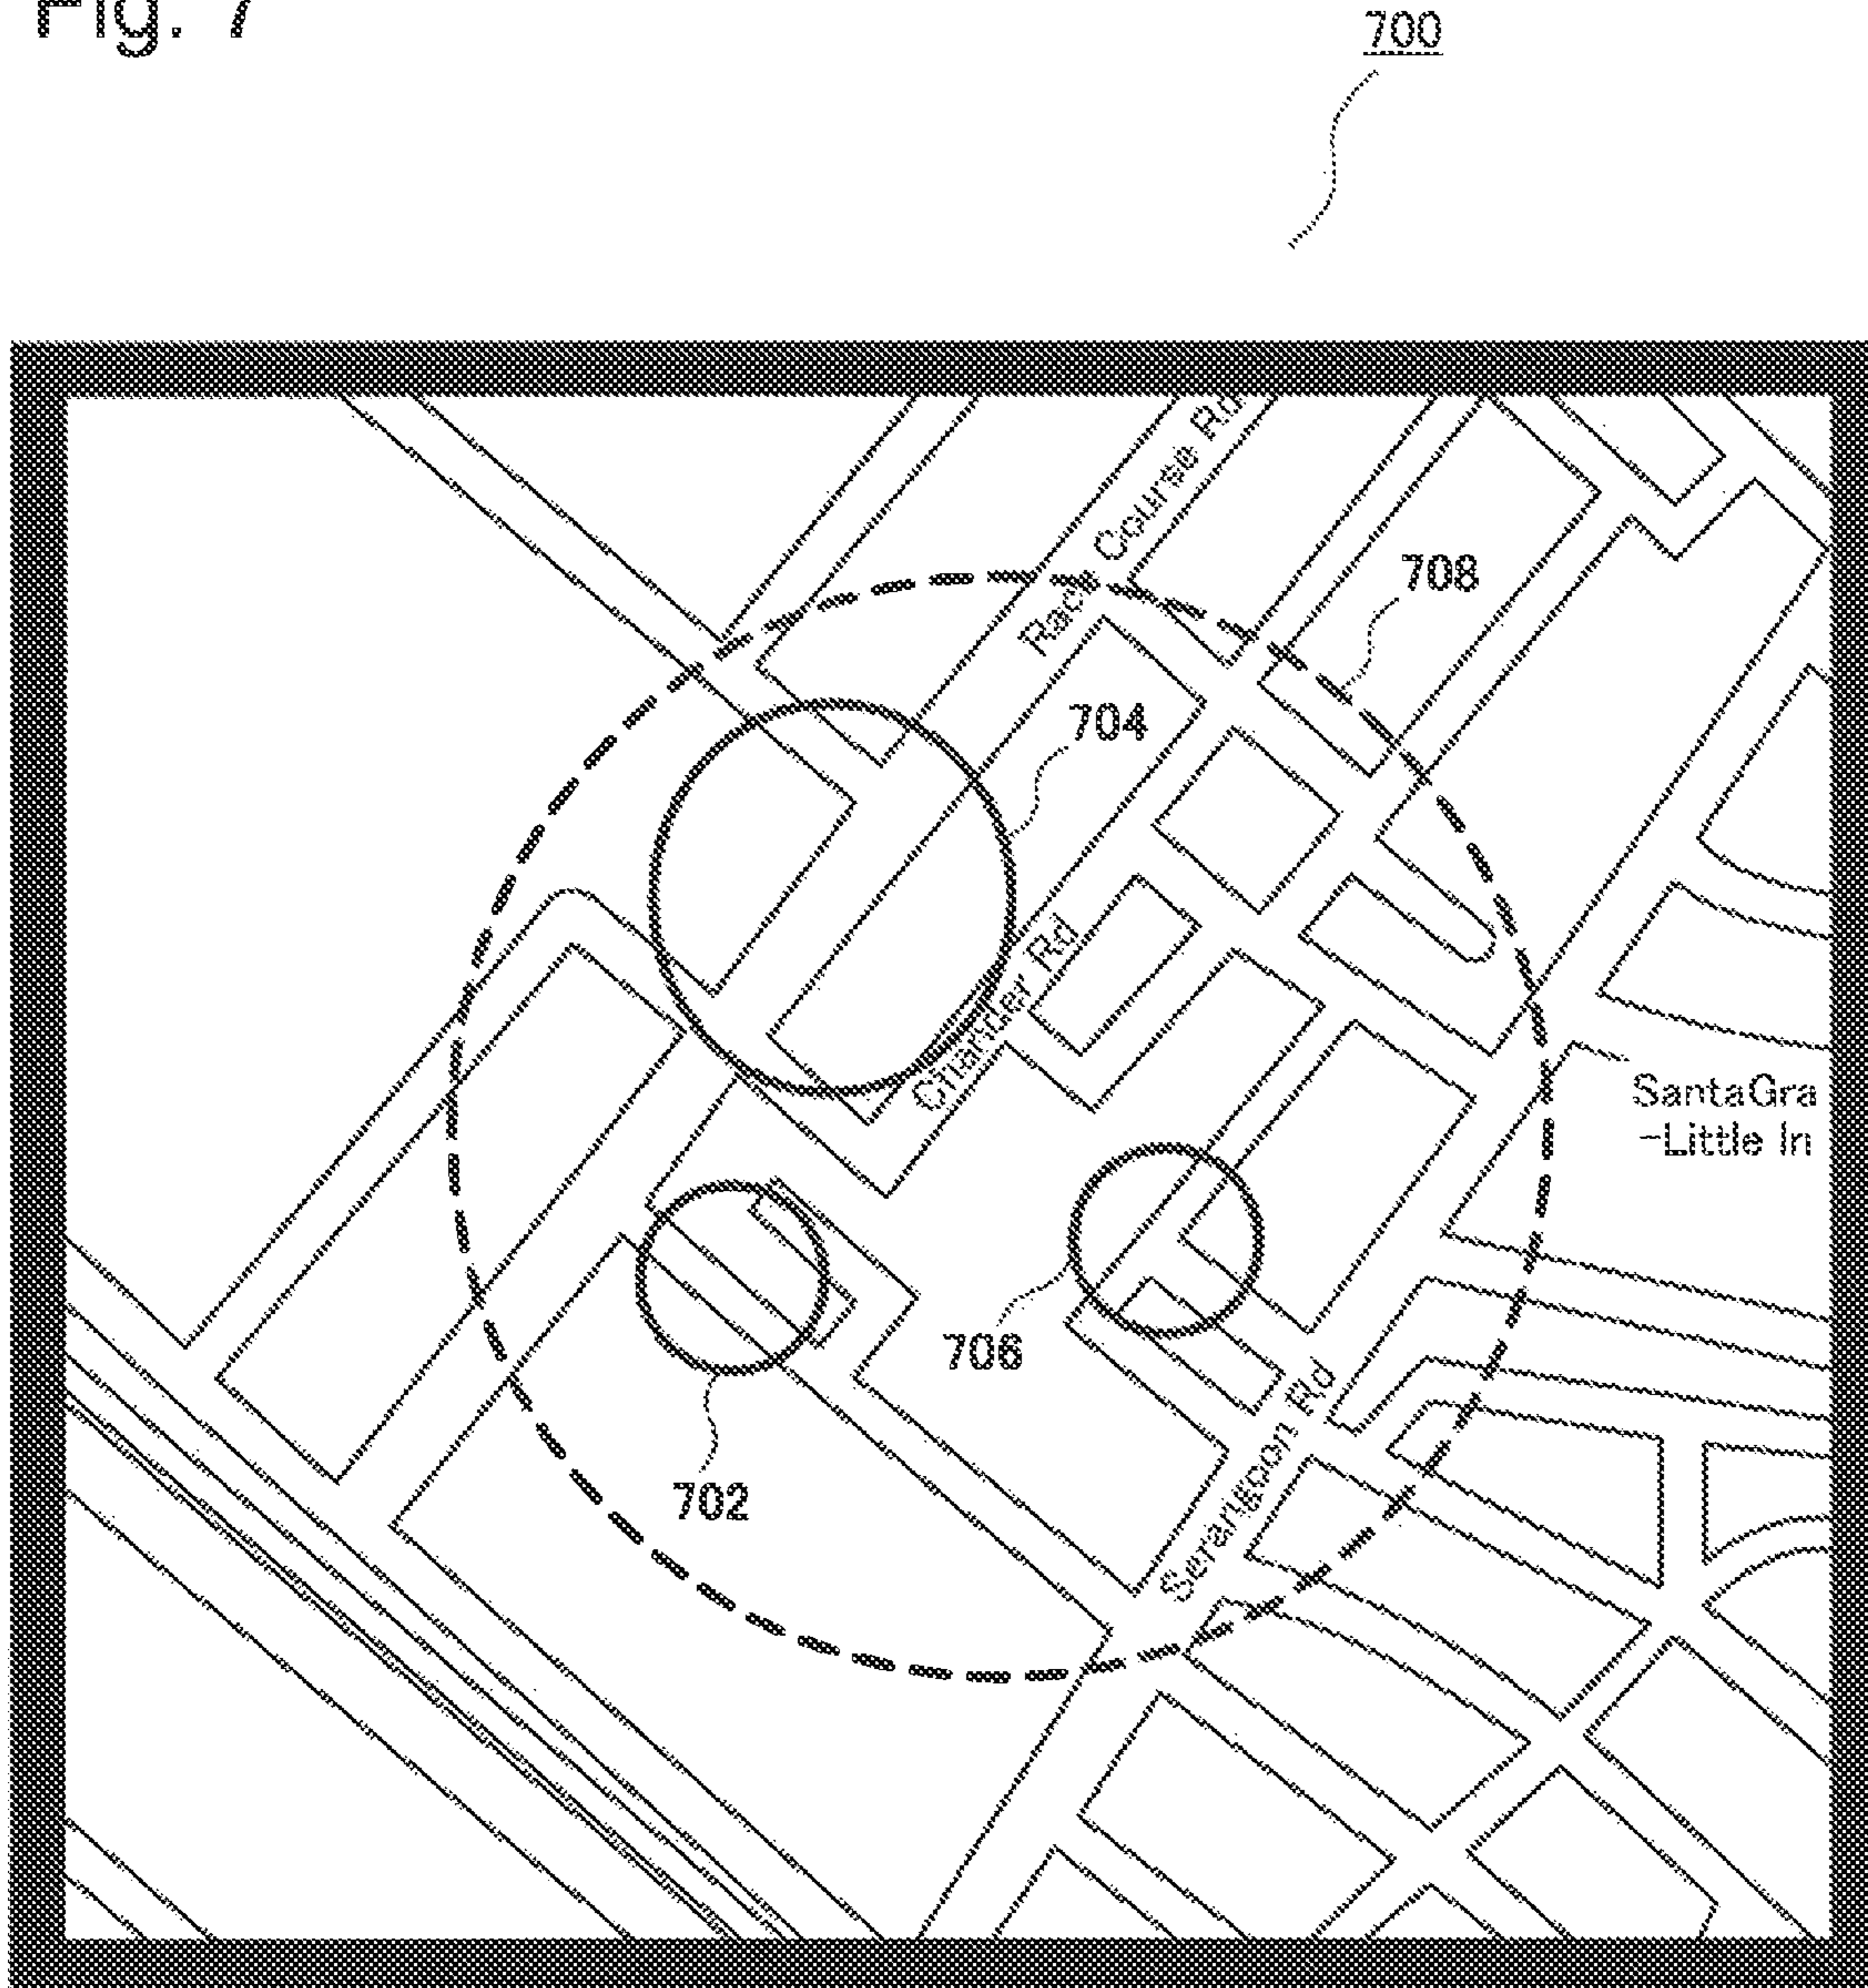 Fig. 7
700
Race Course Rd
708
704
Chander Rd
SantaGra
-Little In
706
702
Serangoon Rd